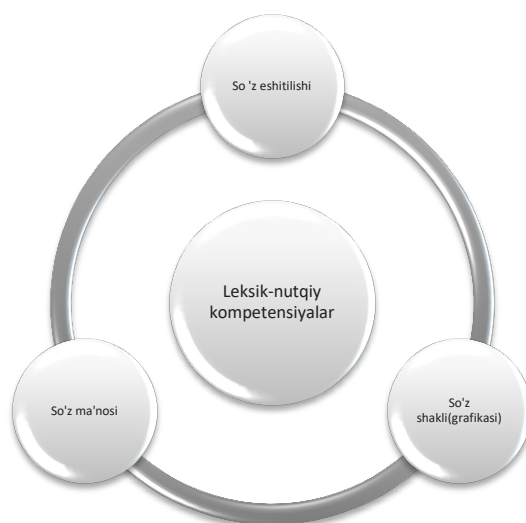 So 'z eshitilishi
Leksik-nutqiy
kompetensiyalar
So'z ma'nosi
So'z
shakli(grafikasi)